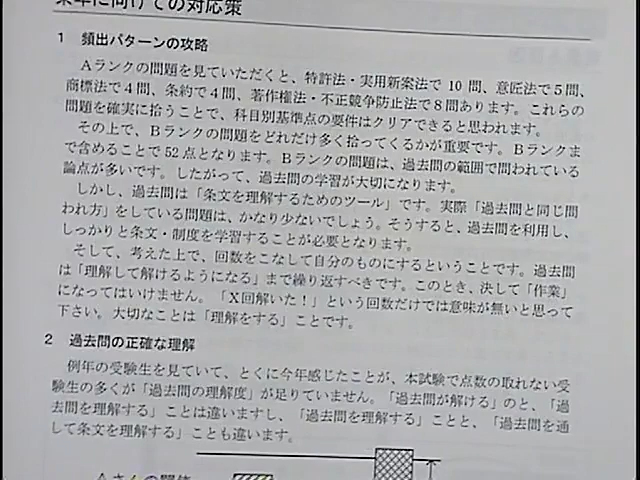 来年に向けての対応策
1 頻出パターンの攻略
Aランクの問題を見ていただくと、特許法・実用新案法で 10 問、意匠法で5問、
商標法で4問、条約で4問、著作権法・不正競争防止法で8問あります。これらの
問題を確実に拾うことで、科目別基準点の要件はクリアできると思われます。
その上で、Bランクの問題をどれだけ多く拾ってくるかが重要です。Bランクま
で含めることで52点となります。Bランクの問題は、過去問の範囲で問われている
論点が多いです。したがって、過去問の学習が大切になります。
しかし、過去問は「条文を理解するためのツール」です。実際「過去問と同じ問
われ方」をしている問題は、かなり少ないでしょう。そうすると、過去問を利用し、
しっかりと条文・制度を学習することが必要となります。
そして、考えた上で、回数をこなして自分のものにするということです。過去問
は「理解して解けるようになる」まで繰り返すべきです。このとき、決して「作業」
になってはいけません。「X回解いた！」という回数だけでは意味が無いと思って
下さい。大切なことは「理解をする」ことです。
2 過去問の正確な理解
例年の受験生を見ていて、とくに今年感じたことが、本試験で点数の取れない受
験生の多くが「過去問の理解度」が足りていません。「過去問が解ける」のと、「過
去問を理解する」ことは違いますし、「過去問を理解する」ことと、「過去問を通
して条文を理解する」ことも違います。